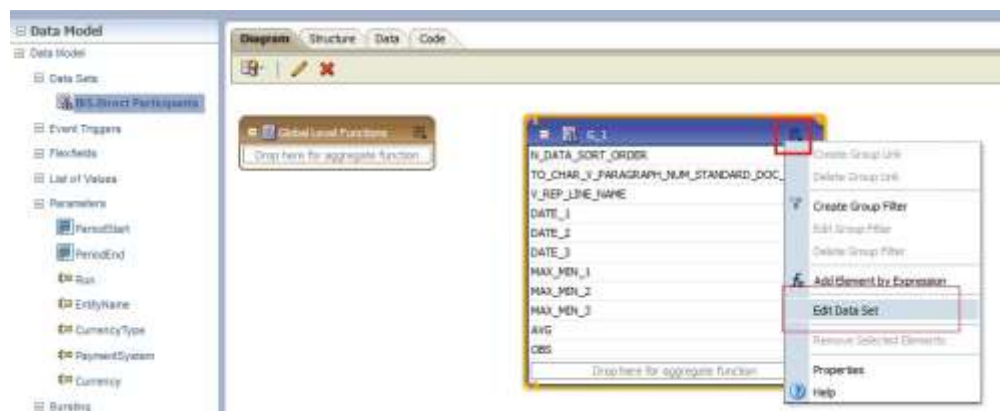 Data Model
Data Model
Data Sets
BIS-Direct Participants
Event Triggers
Flexfields
List of Values
Parameters
PeriodStart
PeriodEnd
Run
EntityName
CurrencyType
PaymentSystem
Currency
Bursting
Diagram Structure Data Code
Global Level Functions
Drop here for aggregate function
G_1
N_DATA_SORT_ORDER
TO_CHAR_V_PARAGRAPH_NUM_STANDARD_DOC_
V_REP_LINE_NAME
DATE_1
DATE_2
DATE_3
MAX_MIN_1
MAX_MIN_2
MAX_MIN_3
AVG
OBS
Drop here for aggregate function
Create Group Link
Delete Group Link
Create Group Filter
Edit Group Filter
Delete Group Filter
Add Element by Expression
Edit Data Set
Remove Selected Elements
Properties
Help